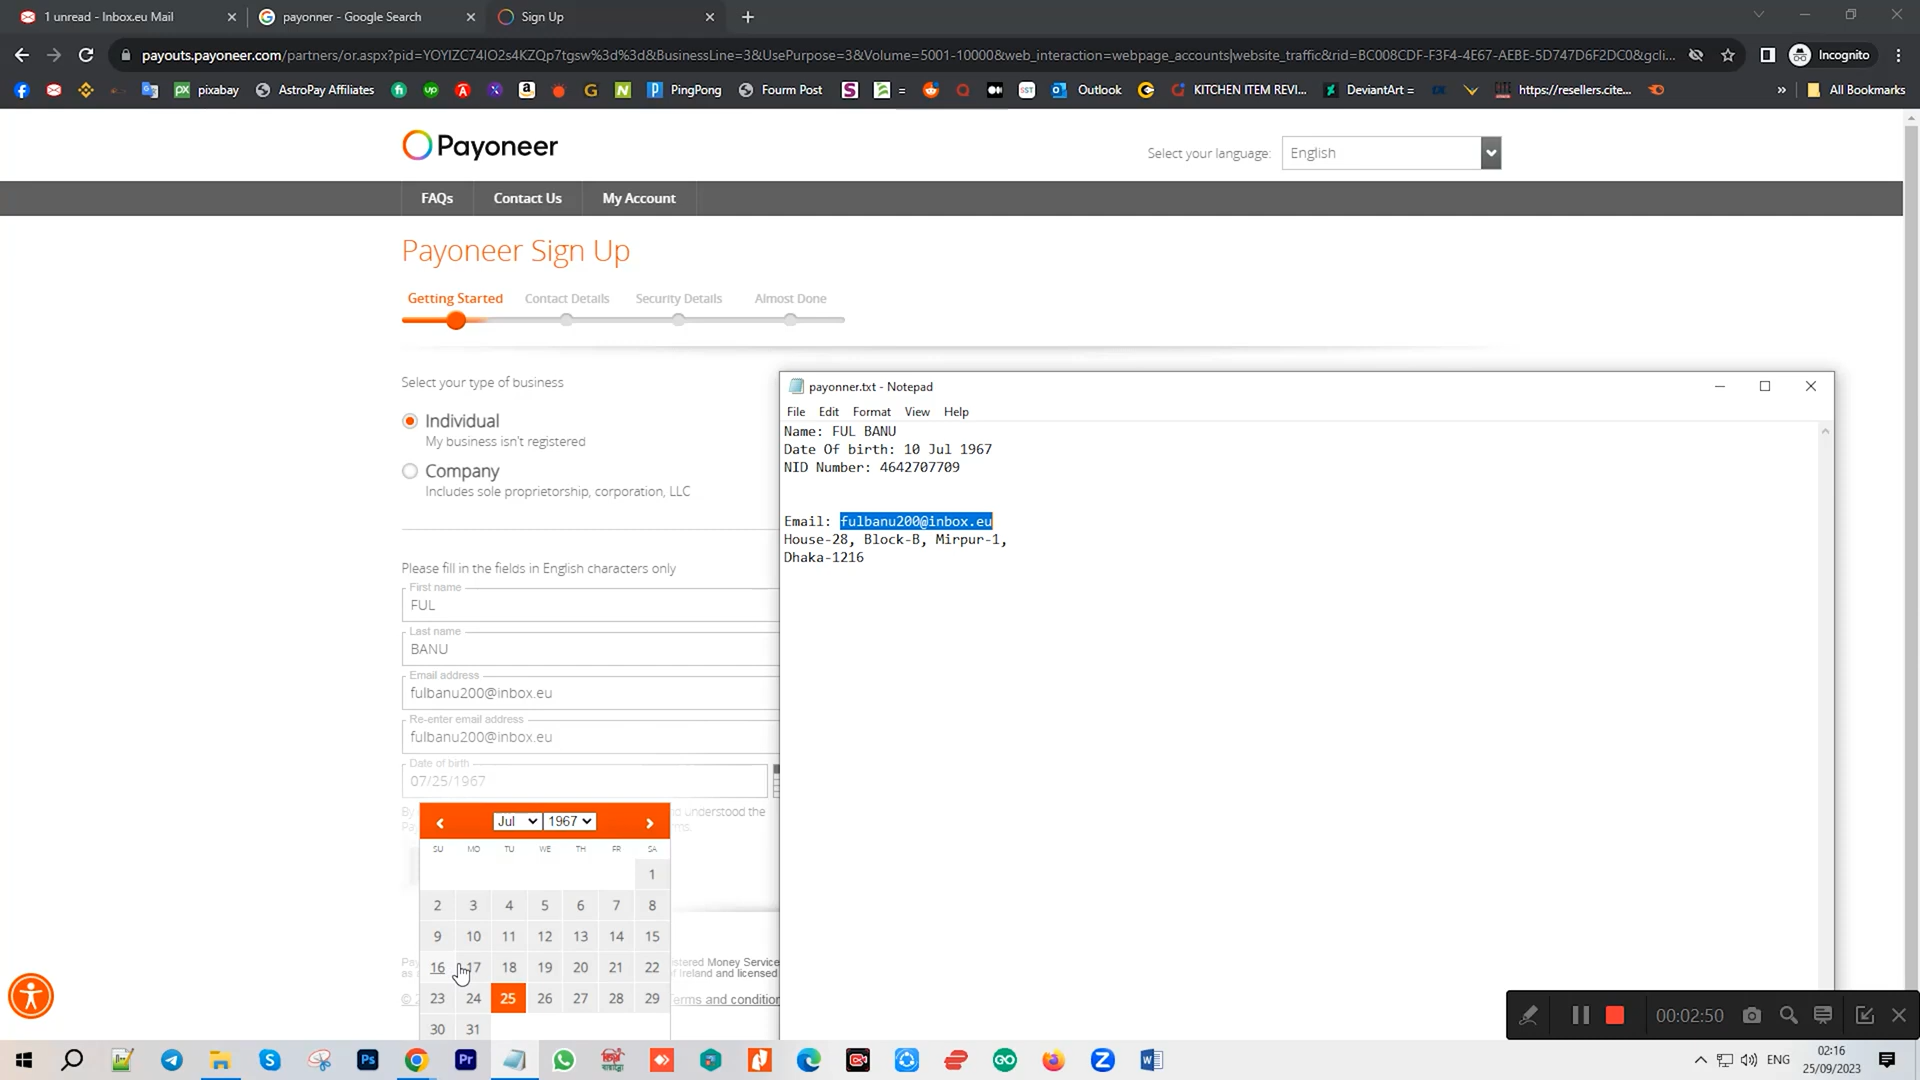 1 unread - Inbox.eu Mail
payonner - Google Search
Sign Up
payouts.payoneer.com/partners/or.aspx?pid=YOYIZC74IO2s4KZQp7tgsw%3d%3d&BusinessLine=3&UsePurpose=3&Volume=5001-10000&web_interaction=webpage_accounts|website_traffic&rid=BC008CDF-F3F4-4E67-AEBE-5D747D6F2DC0&gcli...
Incognito
pixabay
AstroPay Affiliates
PingPong
Fourm Post
=
Outlook
KITCHEN ITEM REVI...
DeviantArt =
https://resellers.cite...
»
All Bookmarks
Payoneer
Select your language:
English
FAQs
Contact Us
My Account
Payoneer Sign Up
Getting Started
Contact Details
Security Details
Almost Done
Select your type of business
Individual
My business isn't registered
Company
Includes sole proprietorship, corporation, LLC
Please fill in the fields in English characters only
First name
FUL
Last name
BANU
Email address
fulbanu200@inbox.eu
Re-enter email address
fulbanu200@inbox.eu
Date of birth
07/25/1967
By
d understood the
Jul
1967
SU MO TU WE TH FR SA
1
2 3 4 5 6 7 8
9 10 11 12 13 14 15
16 17 18 19 20 21 22
23 24 25 26 27 28 29
30 31
istered Money Service
of Ireland and licensed
Terms and condition
payonner.txt - Notepad
File Edit Format View Help
Name: FUL BANU
Date Of birth: 10 Jul 1967
NID Number: 4642707709
Email: fulbanu200@inbox.eu
House-28, Block-B, Mirpur-1,
Dhaka-1216
00:02:50
ENG
02:16
25/09/2023